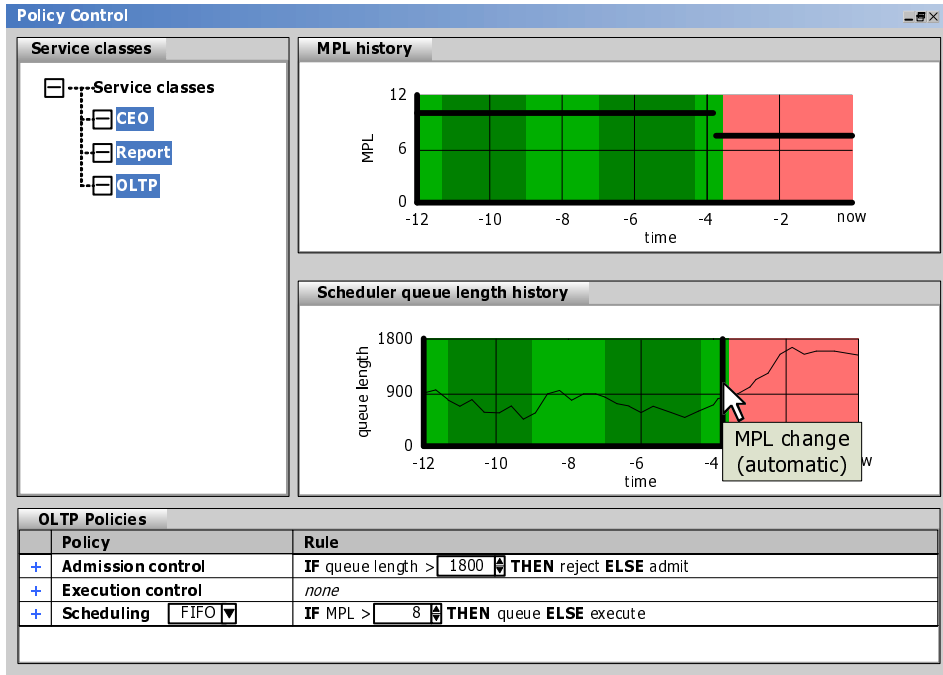 Policy Control
Service classes
Service classes
CEO
Report
OLTP
MPL history
12
6
0
MPL
-12 -10 -8 -6 -4 -2 now
time
Scheduler queue length history
1800
900
0
queue length
-12 -10 -8 -6 -4 w
time
MPL change
(automatic)
OLTP Policies
Policy Rule
+ Admission control IF queue length > 1800 THEN reject ELSE admit
+ Execution control none
+ Scheduling FIFO IF MPL > 8 THEN queue ELSE execute